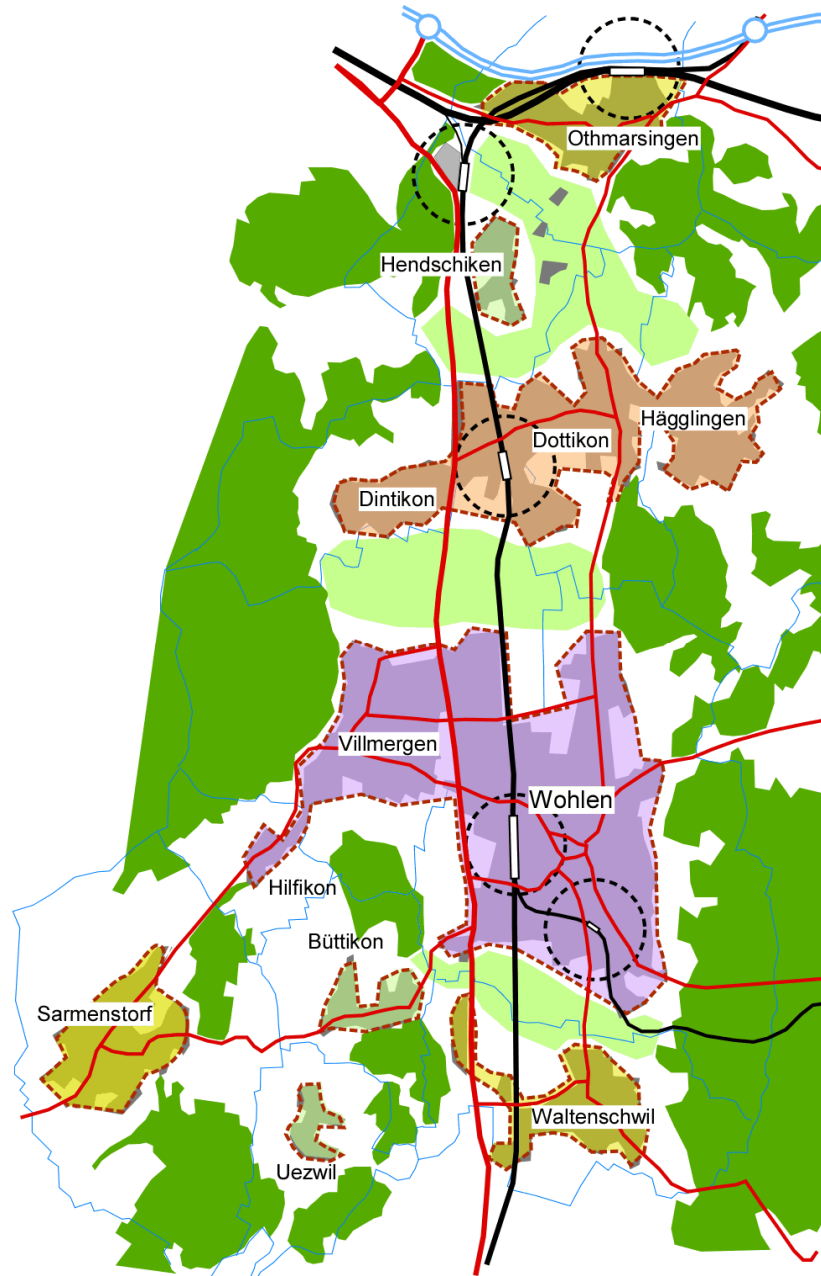 Othmarsingen
Hendschiken
Hägglingen
Dottikon
Dintikon
Villmergen
Wohlen
Hilfikon
Büttikon
Sarmenstorf
Waltenschwil
Uezwil